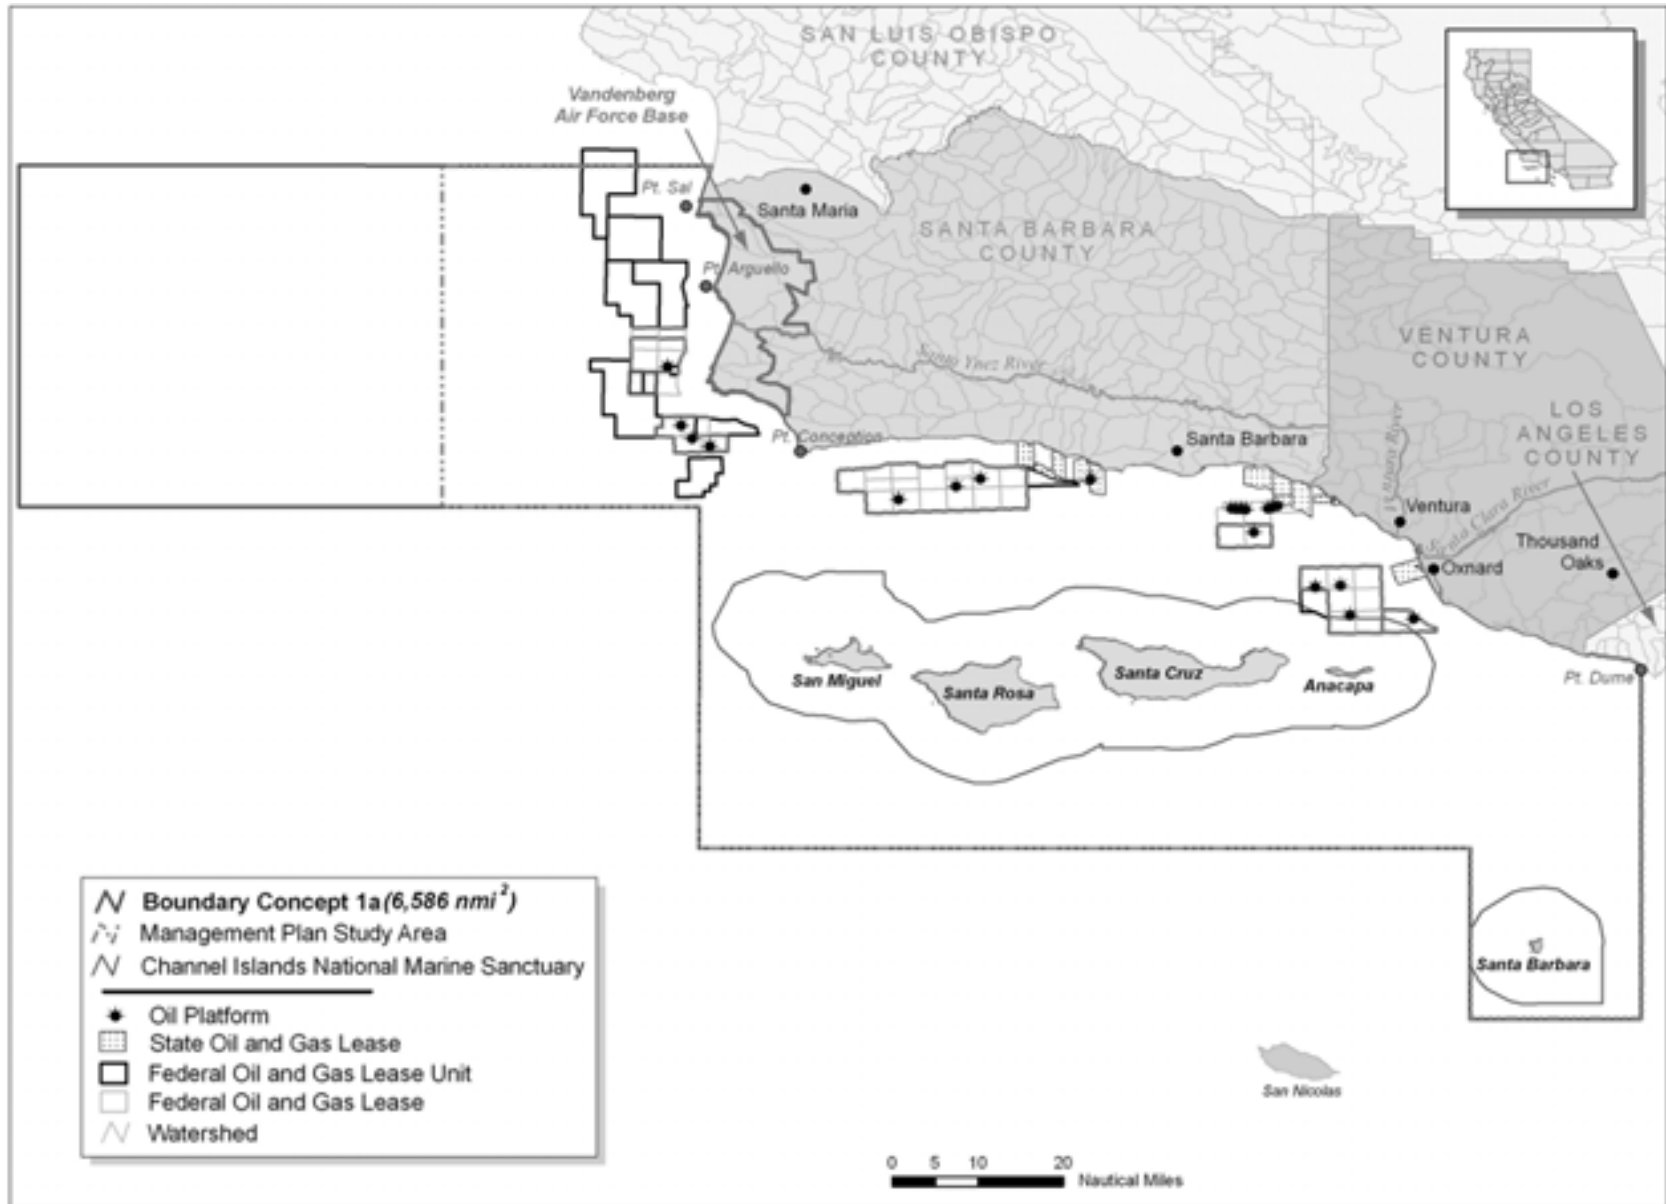 SAN LUIS OBISPO
COUNTY
Vandenberg
Air Force Base
Pt. Sal
Santa Maria
SANTA BARBARA
COUNTY
Pt. Arguello
VENTURA
COUNTY
Santa Ynez River
LOS
ANGELES
COUNTY
Pt. Conception
Santa Barbara
Ventura River
Ventura
Santa Clara River
Thousand
Oaks
Oxnard
San Miguel
Santa Rosa
Santa Cruz
Anacapa
Pt. Dume
Boundary Concept 1a (6,586 nmi²)
Management Plan Study Area
Channel Islands National Marine Sanctuary
Oil Platform
State Oil and Gas Lease
Federal Oil and Gas Lease Unit
Federal Oil and Gas Lease
Watershed
Santa Barbara
San Nicolas
0 5 10 20
Nautical Miles